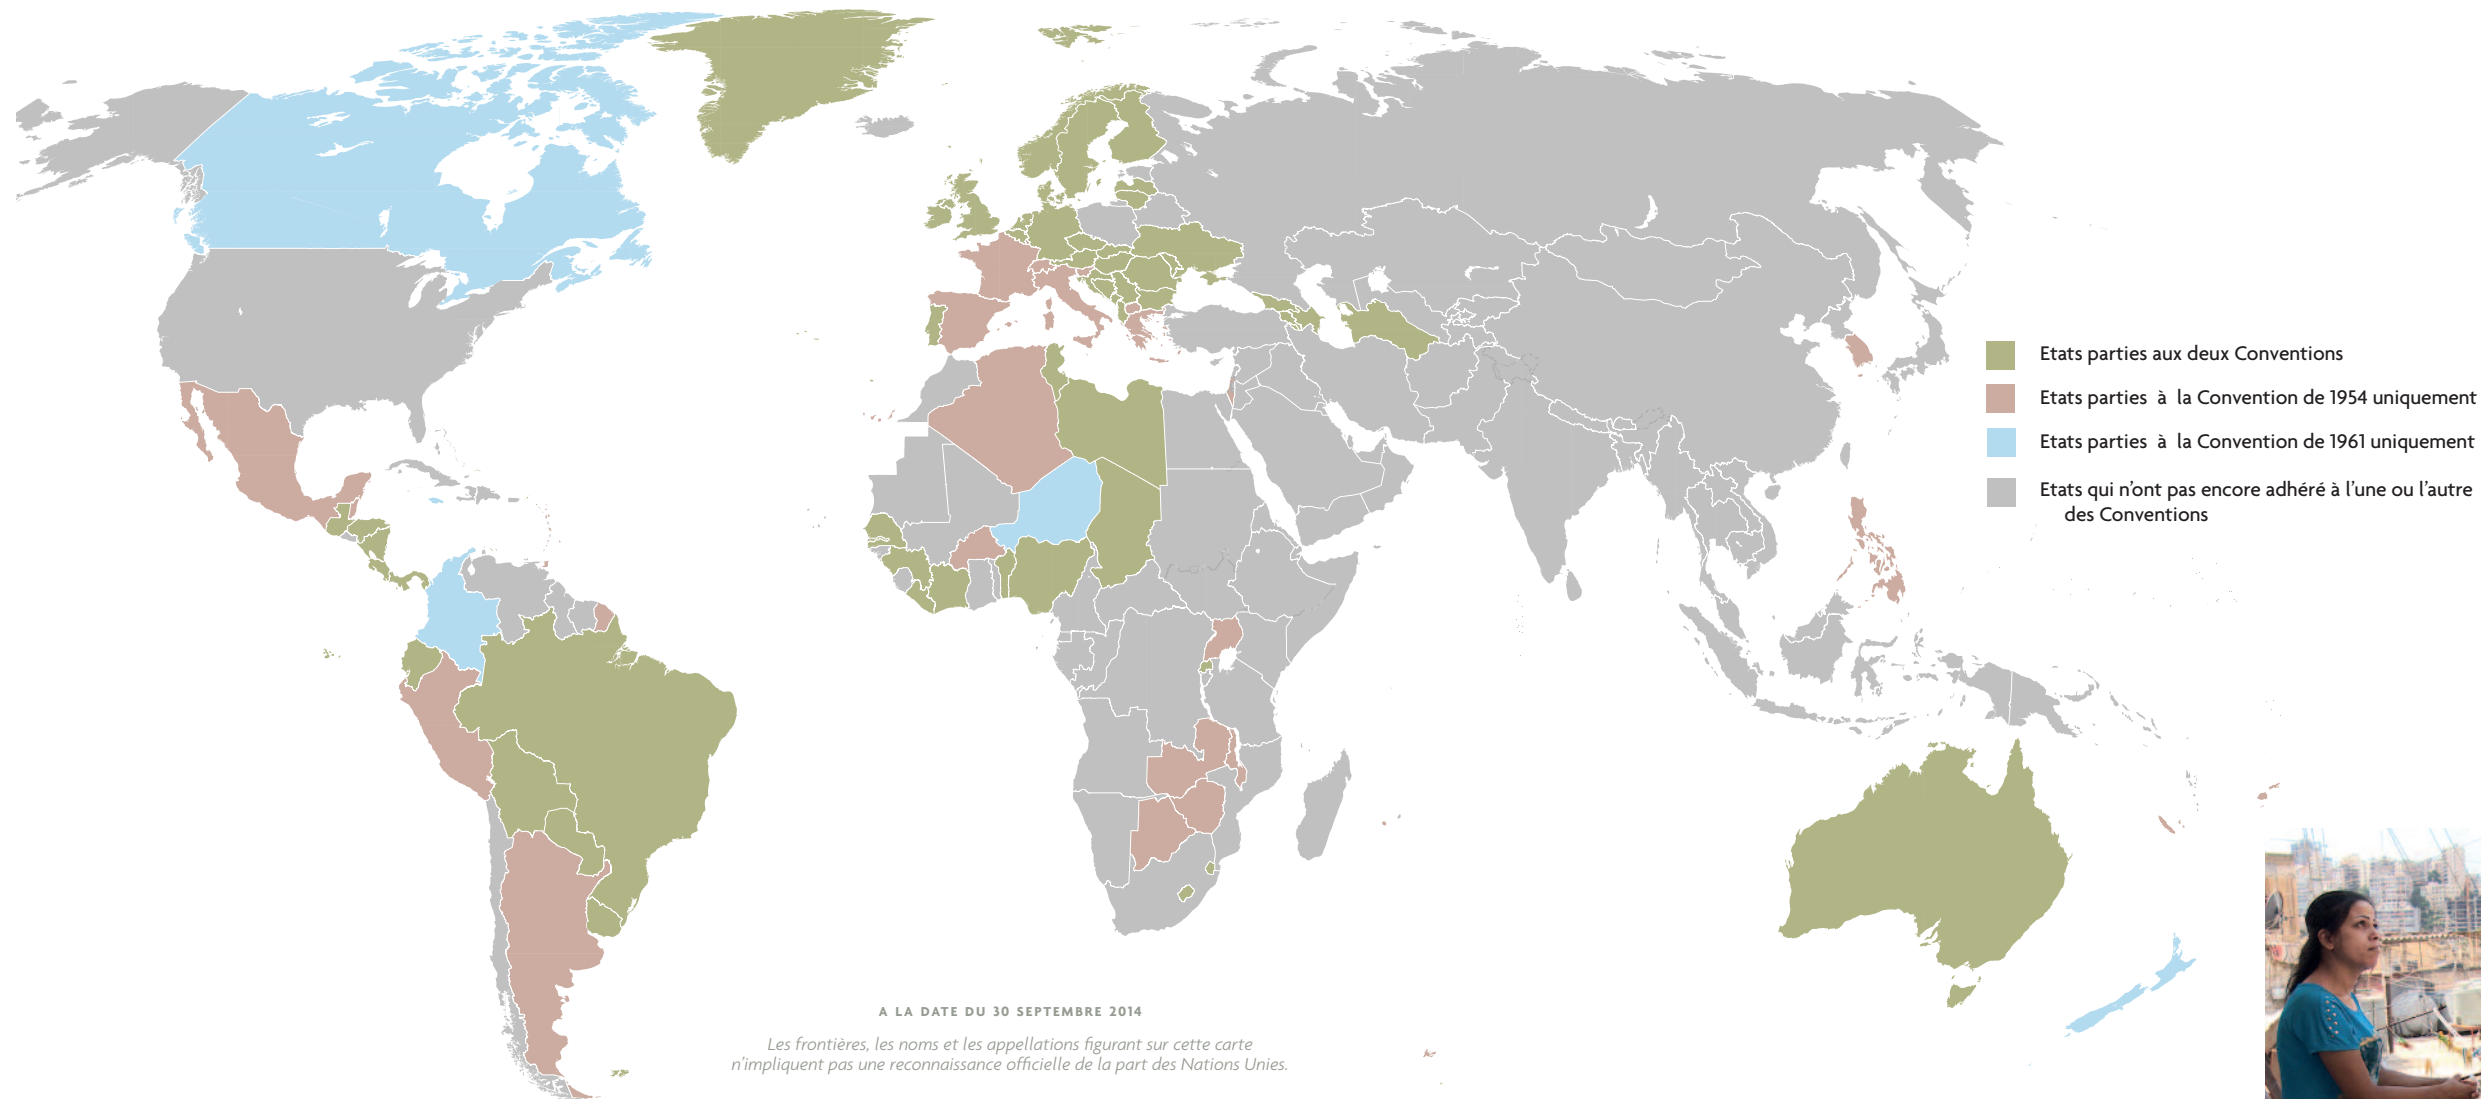 Etats parties aux deux Conventions
Etats parties à la Convention de 1954 uniquement
Etats parties à la Convention de 1961 uniquement
Etats qui n'ont pas encore adhéré à l'une ou l'autre
des Conventions
A LA DATE DU 30 SEPTEMBRE 2014
Les frontières, les noms et les appellations figurant sur cette carte
n'impliquent pas une reconnaissance officielle de la part des Nations Unies.